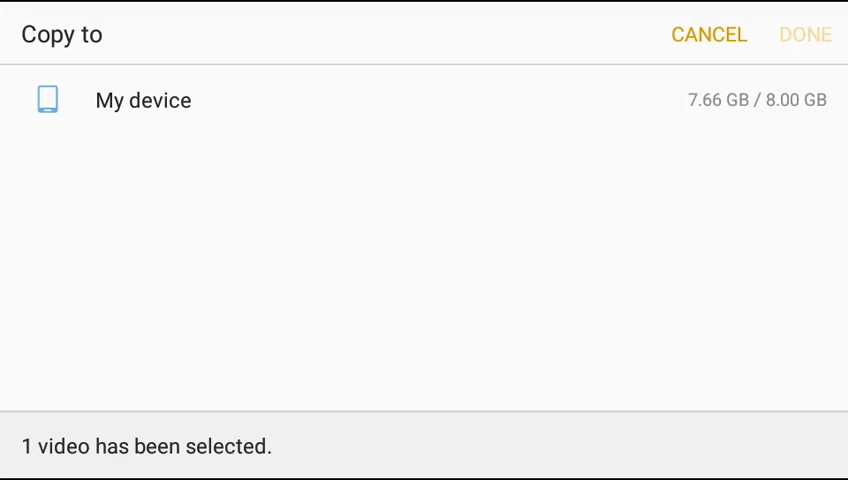 Copy to CANCEL DONE
My device 7.66 GB / 8.00 GB
1 video has been selected.